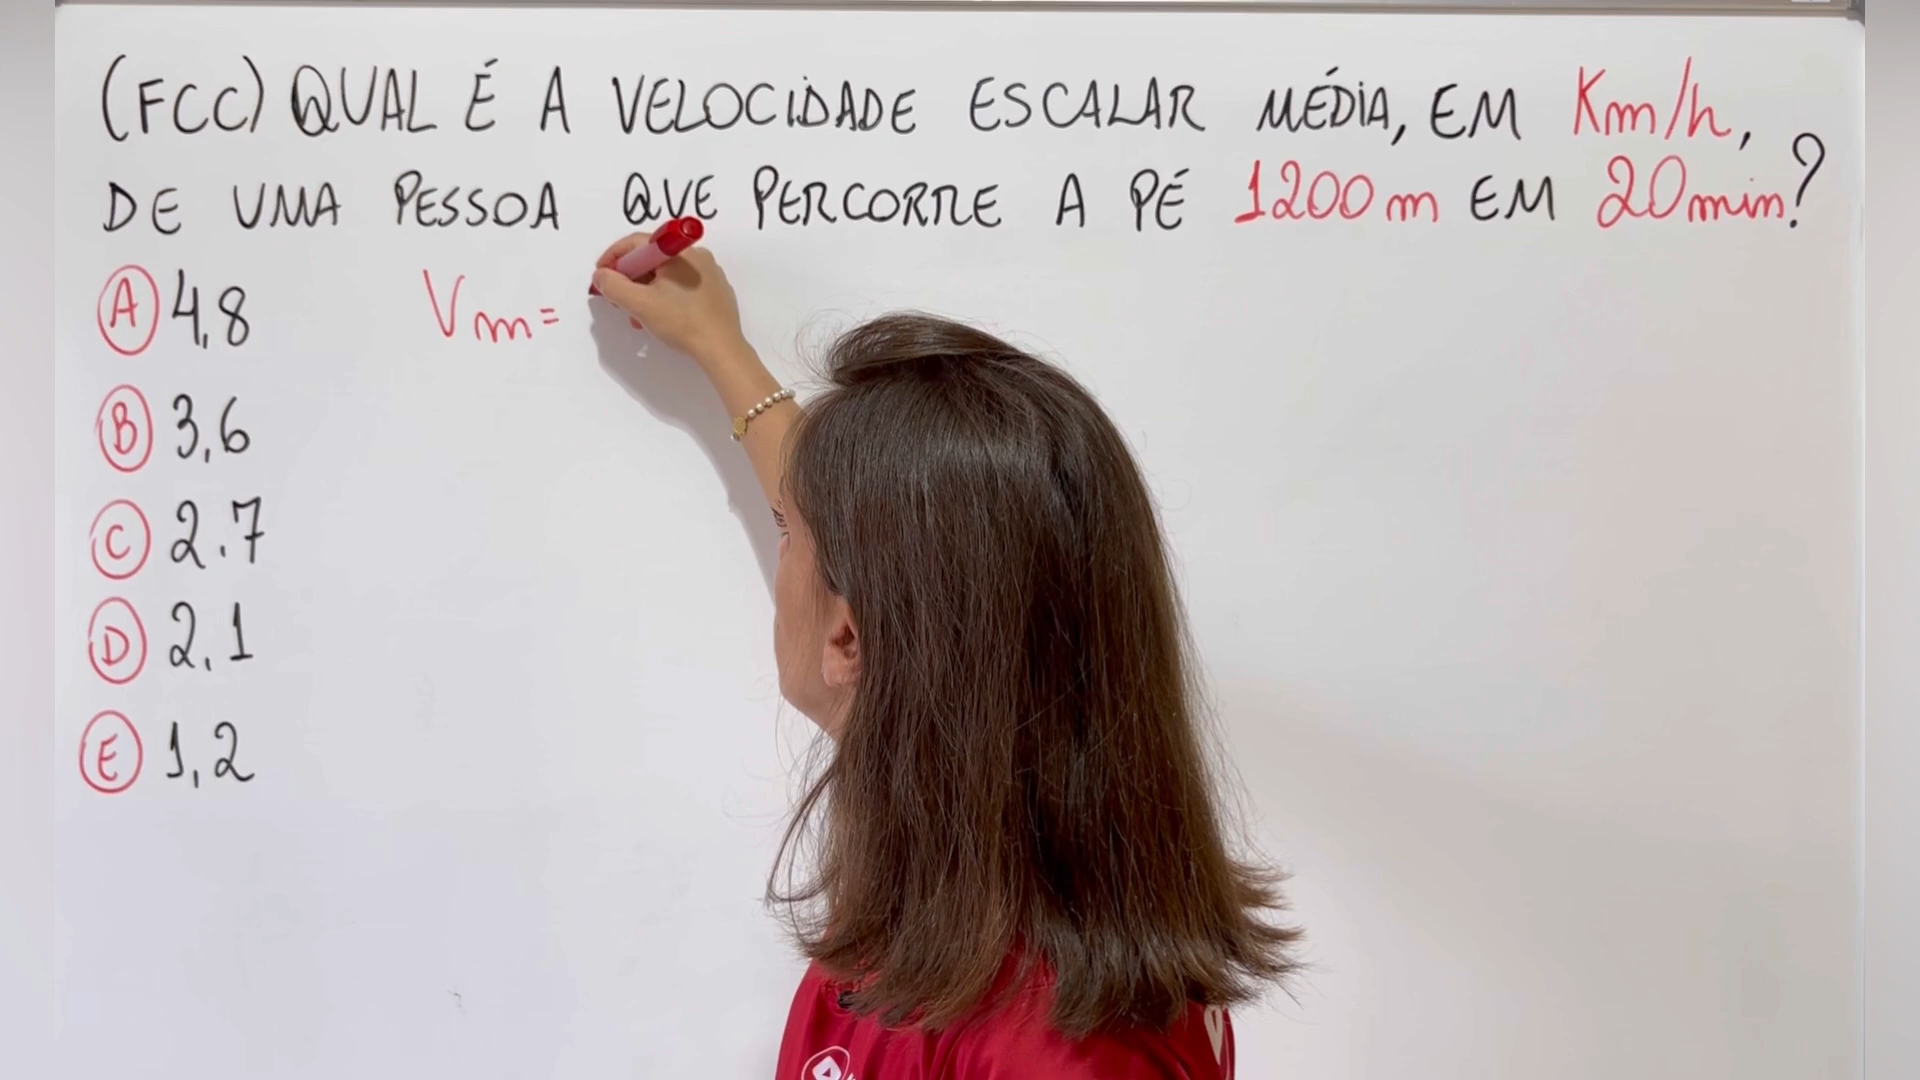 (FCC) QUAL É A VELOCIDADE ESCALAR MÉDIA, EM Km/h,
DE UMA PESSOA QUE PERCORRE A PÉ 1200 m EM 20 min?
A 4,8
Vm =
B 3,6
C 2.7
D 2,1
E 1,2